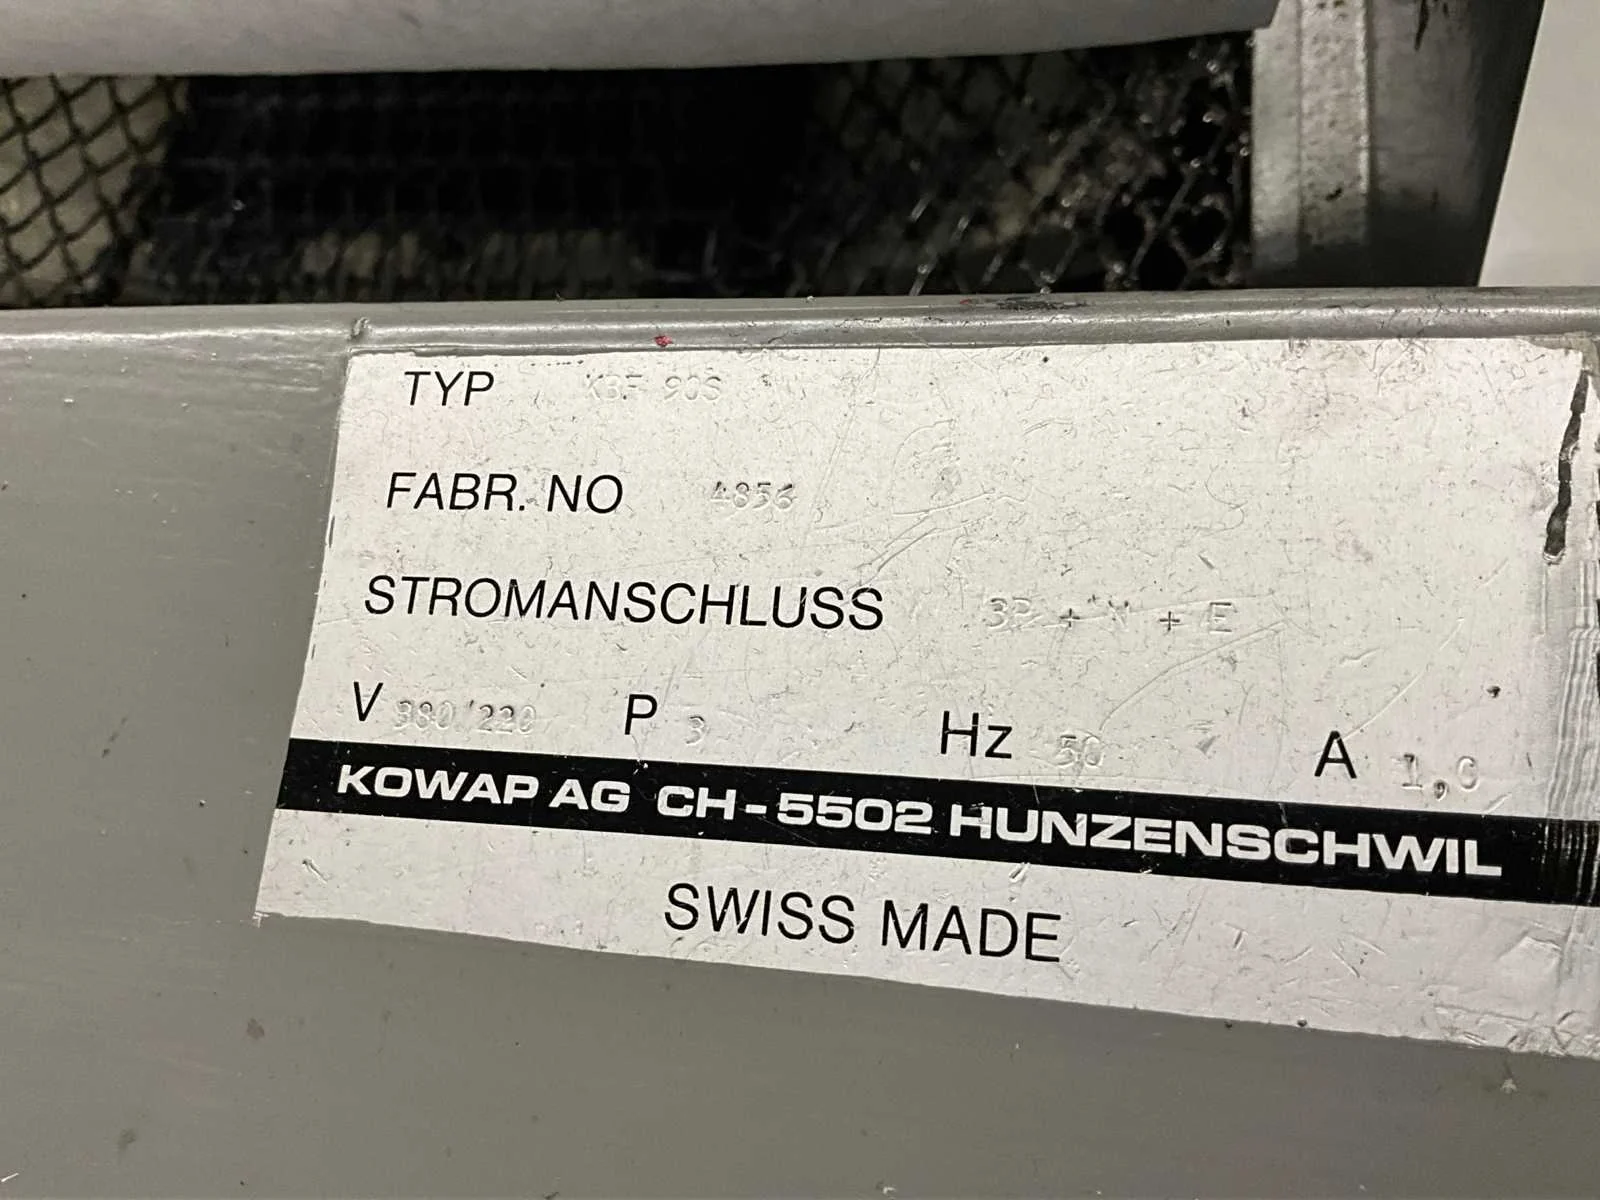 TYP KBF 90S
FABR. NO 4856
STROMANSCHLUSS 3P + N + E
V 380/220 P 3 Hz 50 A 1,0
KOWAP AG CH-5502 HUNZENSCHWIL
SWISS MADE